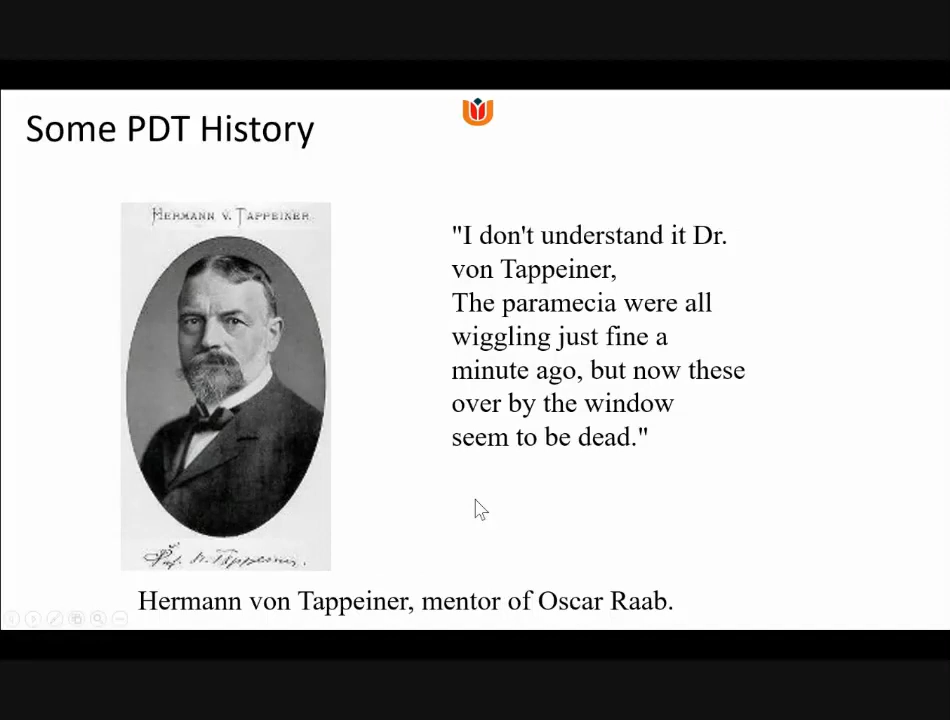 Some PDT History
HERMANN V. TAPPEINER
"I don't understand it Dr.
von Tappeiner,
The paramecia were all
wiggling just fine a
minute ago, but now these
over by the window
seem to be dead."
Tappeiner.
Hermann von Tappeiner, mentor of Oscar Raab.